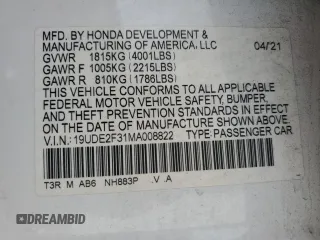 MFD. BY HONDA DEVELOPMENT &
MANUFACTURING OF AMERICA, LLC
GVWR 1815KG (4001LBS) 04/21
GAWR F 1005KG (2215LBS)
GAWR R 810KG (1786LBS)
THIS VEHICLE CONFORMS TO ALL APPLICABLE
FEDERAL MOTOR VEHICLE SAFETY, BUMPER,
AND THEFT PREVENTION STANDARDS IN EFFECT
ON THE DATE OF MANUFACTURE SHOWN ABOVE.
V.I.N.: 19UDE2F31MA008822 TYPE: PASSENGER CAR
T3R M AB6 NH883P .V .A
DREAMBID
dreambid.com